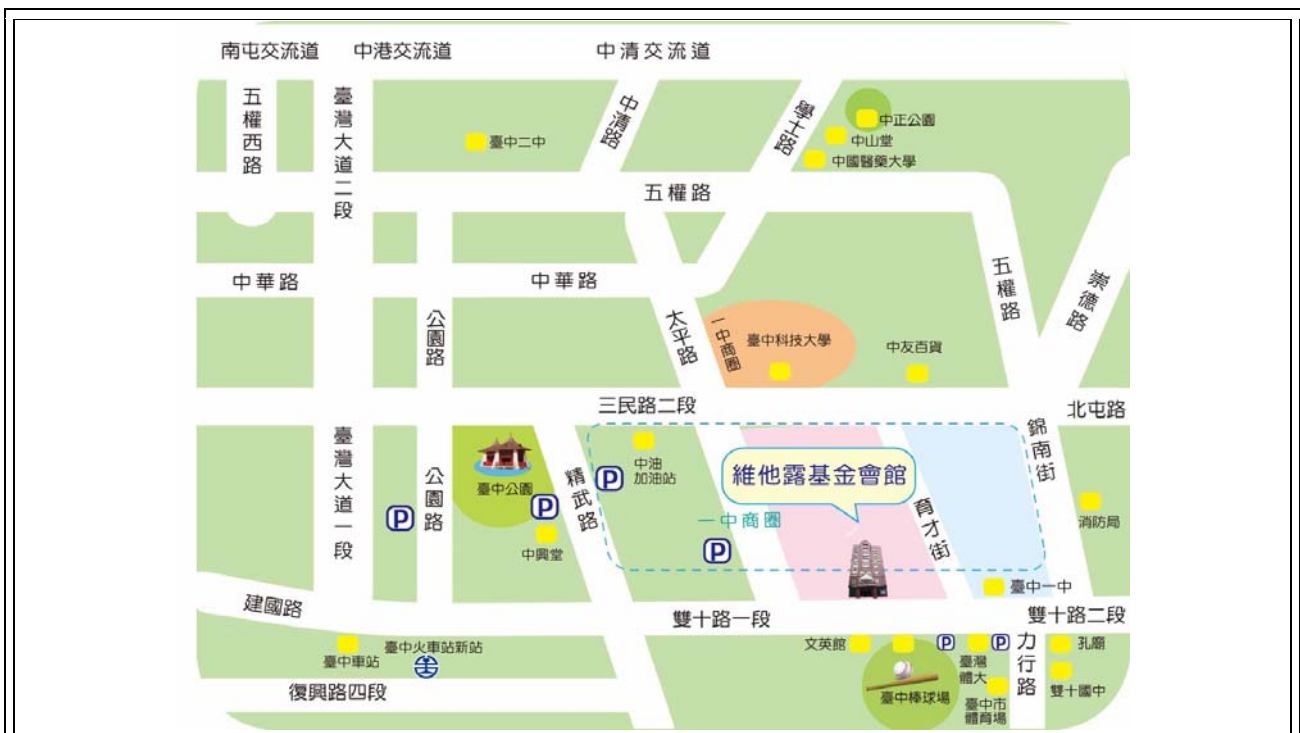 南屯交流道
中港交流道
中清交流道
五權西路
臺灣大道二段
臺中二中
中清路
學士路
中正公園
中山堂
中國醫藥大學
五權路
中華路
中華路
五權路
崇德路
公園路
太平路
一中商圈
臺中科技大學
中友百貨
三民路二段
北屯路
臺灣大道一段
公園路
P
臺中公園
P
中興堂
精武路
P
中油
加油站
一中商圈
P
維他露基金會館
育才街
錦南街
消防局
臺中一中
建國路
雙十路一段
雙十路二段
臺中車站
臺中火車站新站
復興路四段
文英館
臺中棒球場
P
臺灣
體大
P
臺中市
體育場
力行路
孔廟
雙十國中